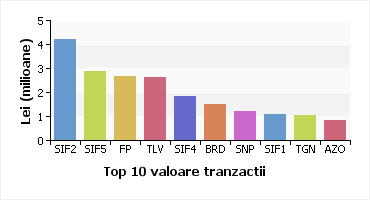 5
4
3
2
1
0
Lei (milioane)
SIF2 SIF5 FP TLV SIF4 BRD SNP SIF1 TGN AZO
Top 10 valoare tranzactii